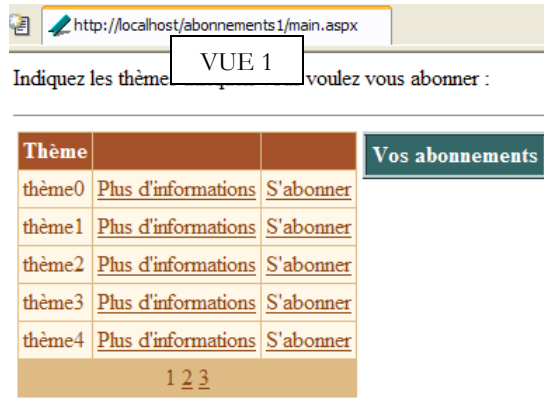 http://localhost/abonnements1/main.aspx
VUE 1
Indiquez les thème voulez vous abonner :
Thème
Vos abonnements
thème0 Plus d'informations S'abonner
thème1 Plus d'informations S'abonner
thème2 Plus d'informations S'abonner
thème3 Plus d'informations S'abonner
thème4 Plus d'informations S'abonner
1 2 3